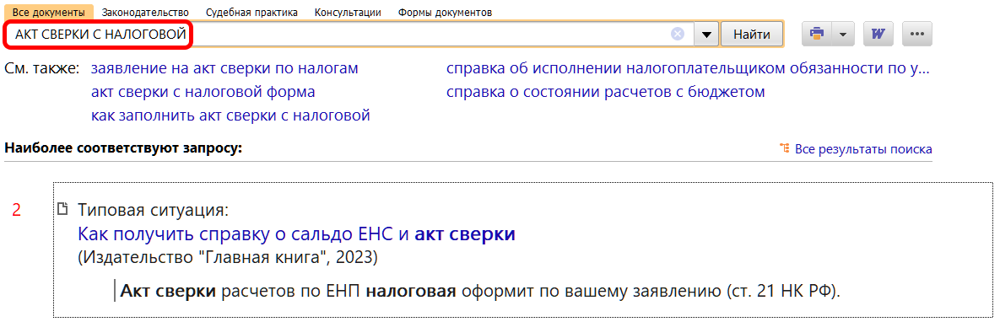 Все документы Законодательство Судебная практика Консультации Формы документов
АКТ СВЕРКИ С НАЛОГОВОЙ Найти W
См. также: заявление на акт сверки по налогам справка об исполнении налогоплательщиком обязанности по у...
акт сверки с налоговой форма справка о состоянии расчетов с бюджетом
как заполнить акт сверки с налоговой
Наиболее соответствуют запросу: Все результаты поиска
2 Типовая ситуация:
Как получить справку о сальдо ЕНС и акт сверки
(Издательство "Главная книга", 2023)
Акт сверки расчетов по ЕНП налоговая оформит по вашему заявлению (ст. 21 НК РФ).